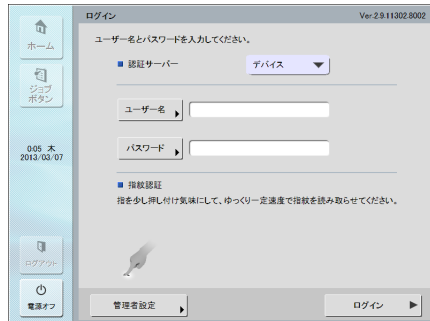 ログイン
Ver.2.9.11302.8002
ホーム
ジョブ
ボタン
0:05 木
2013/03/07
ログアウト
電源オフ
ユーザー名とパスワードを入力してください。
認証サーバー
デバイス
ユーザー名
パスワード
指紋認証
指を少し押し付け気味にして、ゆっくり一定速度で指紋を読み取らせてください。
管理者設定
ログイン